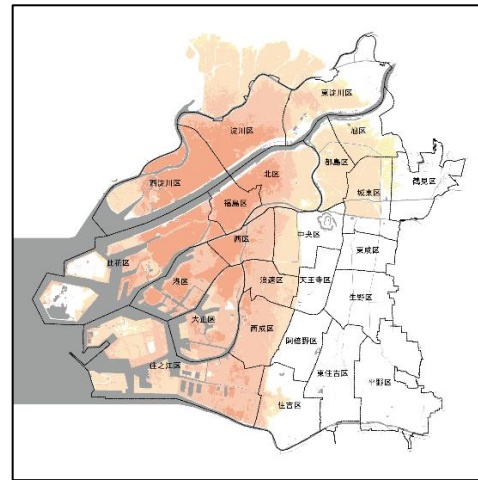 東淀川区
淀川区
旭区
都島区
北区
鶴見区
西淀川区
城東区
福島区
中央区
西区
東成区
此花区
浪速区
天王寺区
港区
生野区
大正区
西成区
阿倍野区
住之江区
東住吉区
平野区
住吉区